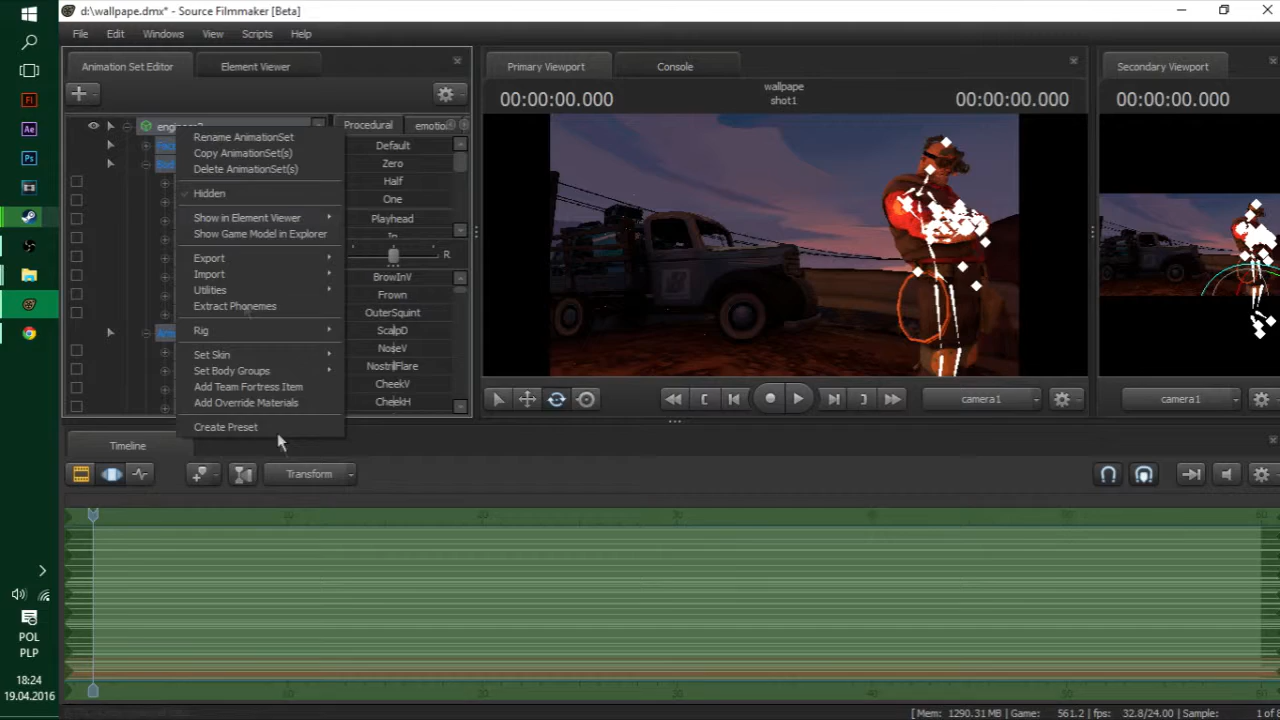 d:\wallpape.dmx* - Source Filmmaker [Beta]
File Edit Windows View Scripts Help
Animation Set Editor
Element Viewer
Primary Viewport
Console
Secondary Viewport
00:00:00.000
wallpape
shot1
00:00:00.000
00:00:00.000
Procedural
Default
Zero
Half
One
Playhead
In
R
BrowInV
Frown
OuterSquint
ScalpD
NoseV
NostrilFlare
CheekV
CheekH
Rename AnimationSet
Copy AnimationSet(s)
Delete AnimationSet(s)
Hidden
Show in Element Viewer
Show Game Model in Explorer
Export
Import
Utilities
Extract Phonemes
Rig
Set Skin
Set Body Groups
Add Team Fortress Item
Add Override Materials
Create Preset
camera1
camera1
Timeline
Transform
Fl
Ae
Ps
POL
PLP
18:24
19.04.2016
[ Mem: 1290.31 MB | Game: 561.2 | fps: 32.8/24.00 | Sample: 1 of